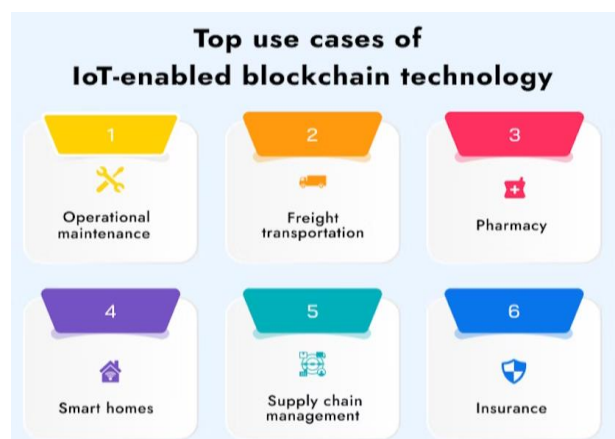 Top use cases of
IoT-enabled blockchain technology
1
2
3
Operational
maintenance
Freight
transportation
Pharmacy
4
5
6
Smart homes
Supply chain
management
Insurance